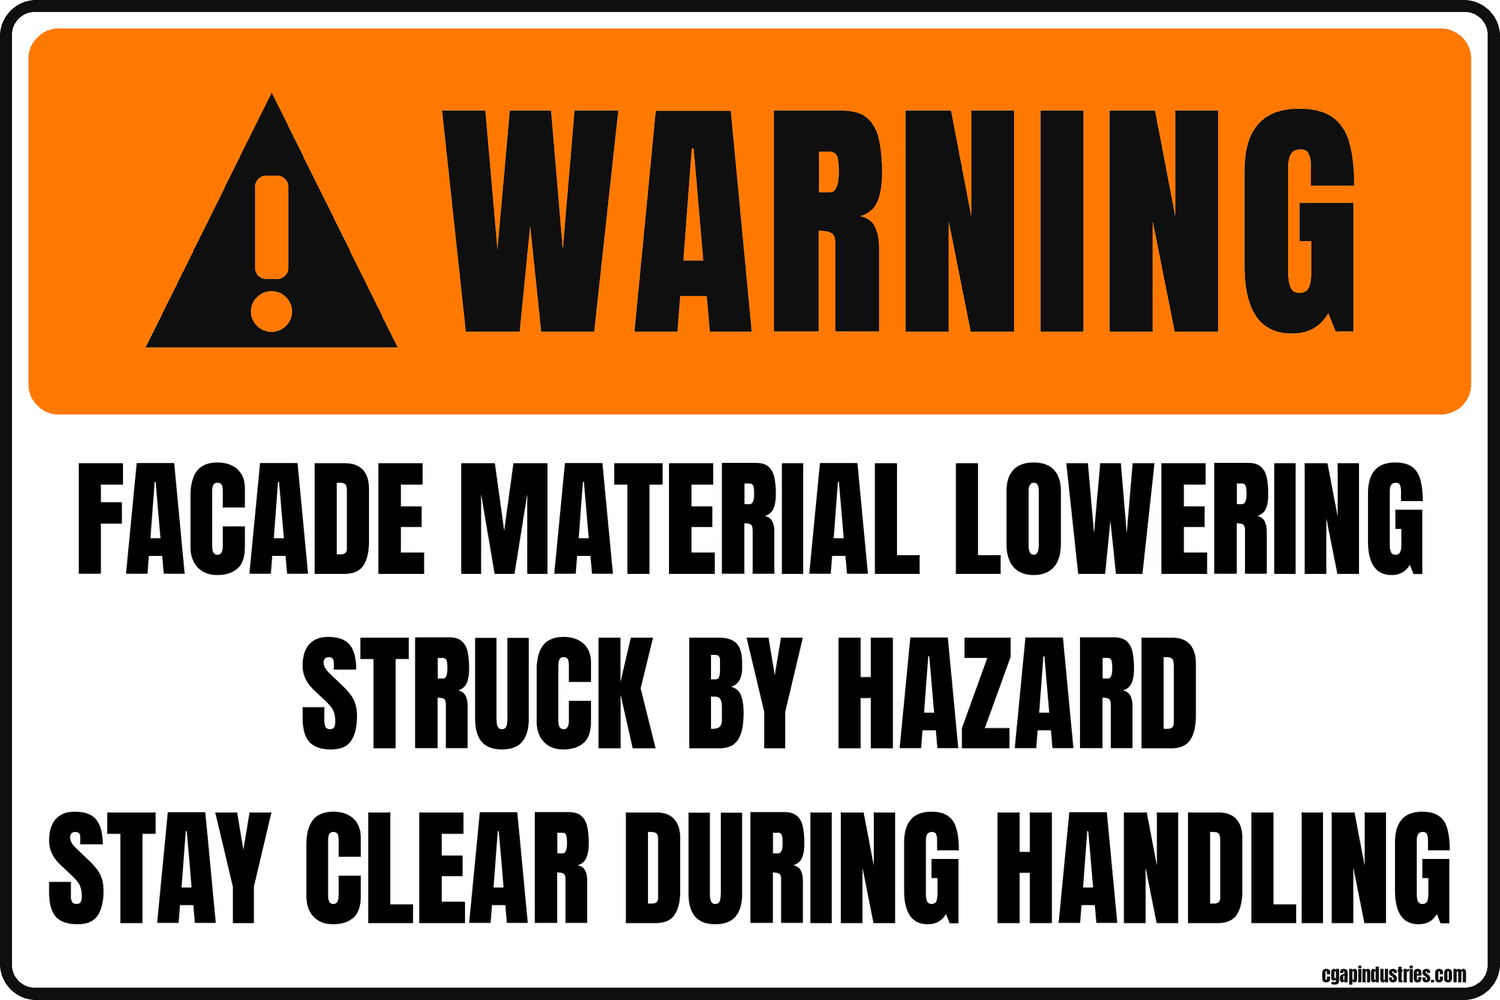 WARNING
FACADE MATERIAL LOWERING
STRUCK BY HAZARD
STAY CLEAR DURING HANDLING
cgapindustries.com